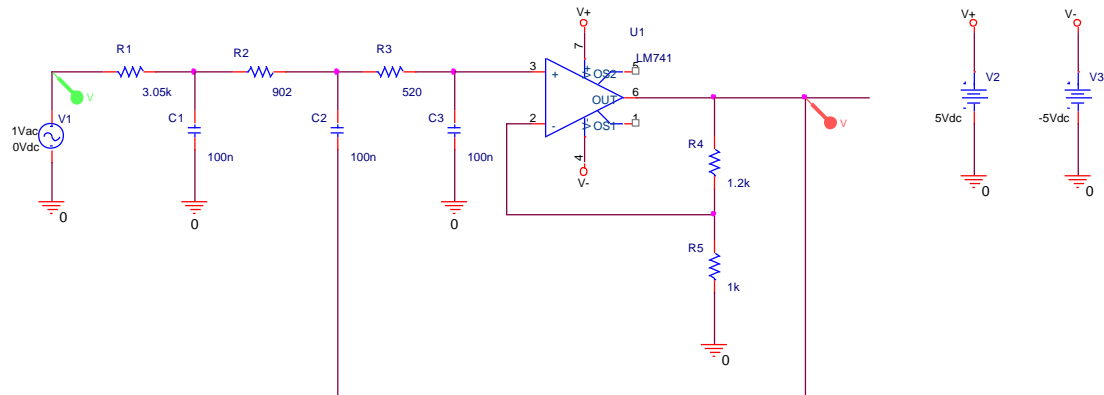 V+
V+
V-
U1
R1
R2
R3
7
LM741
5
V+
OS2
3
+
V
3.05k
902
520
OUT
6
V2
V3
V1
C1
C2
C3
2
-
OS1
1
V-
V
1Vac
0Vdc
5Vdc
-5Vdc
100n
100n
100n
4
V-
R4
1.2k
0
0
0
0
0
R5
1k
0